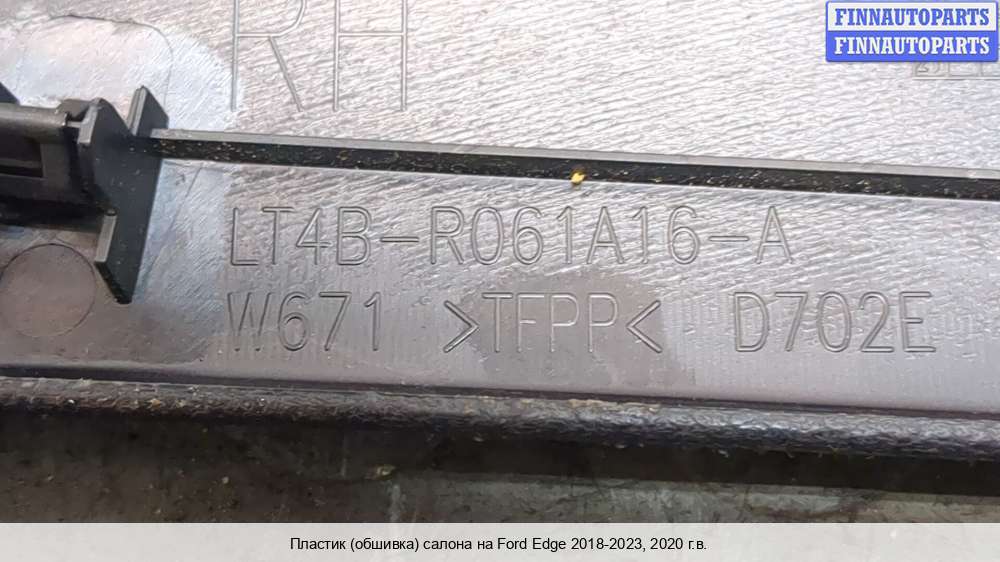 FINNAUTOPARTS
FINNAUTOPARTS
RH
LT4B-R061A16-A
W671 >TFPP< D702E
Пластик (обшивка) салона на Ford Edge 2018-2023, 2020 г.в.